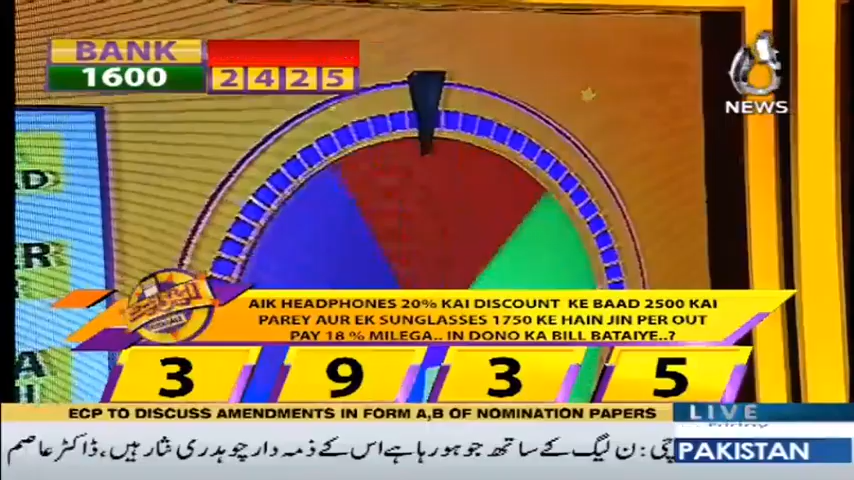 BANK
1600
2425
NEWS
AD
ER
A
AIK HEADPHONES 20% KAI DISCOUNT KE BAAD 2500 KAI
PAREY AUR EK SUNGLASSES 1750 KE HAIN JIN PER OUT
PAY 18 % MILEGA.. IN DONO KA BILL BATAIYE..?
3 9 3 5
ECP TO DISCUSS AMENDMENTS IN FORM A,B OF NOMINATION PAPERS
LIVE
چی : ن لیگ کے ساتھ جو ہو رہا ہے اس کے ذمہ دار چوہدری نثار ہیں، ڈاکٹر عاصم
PAKISTAN